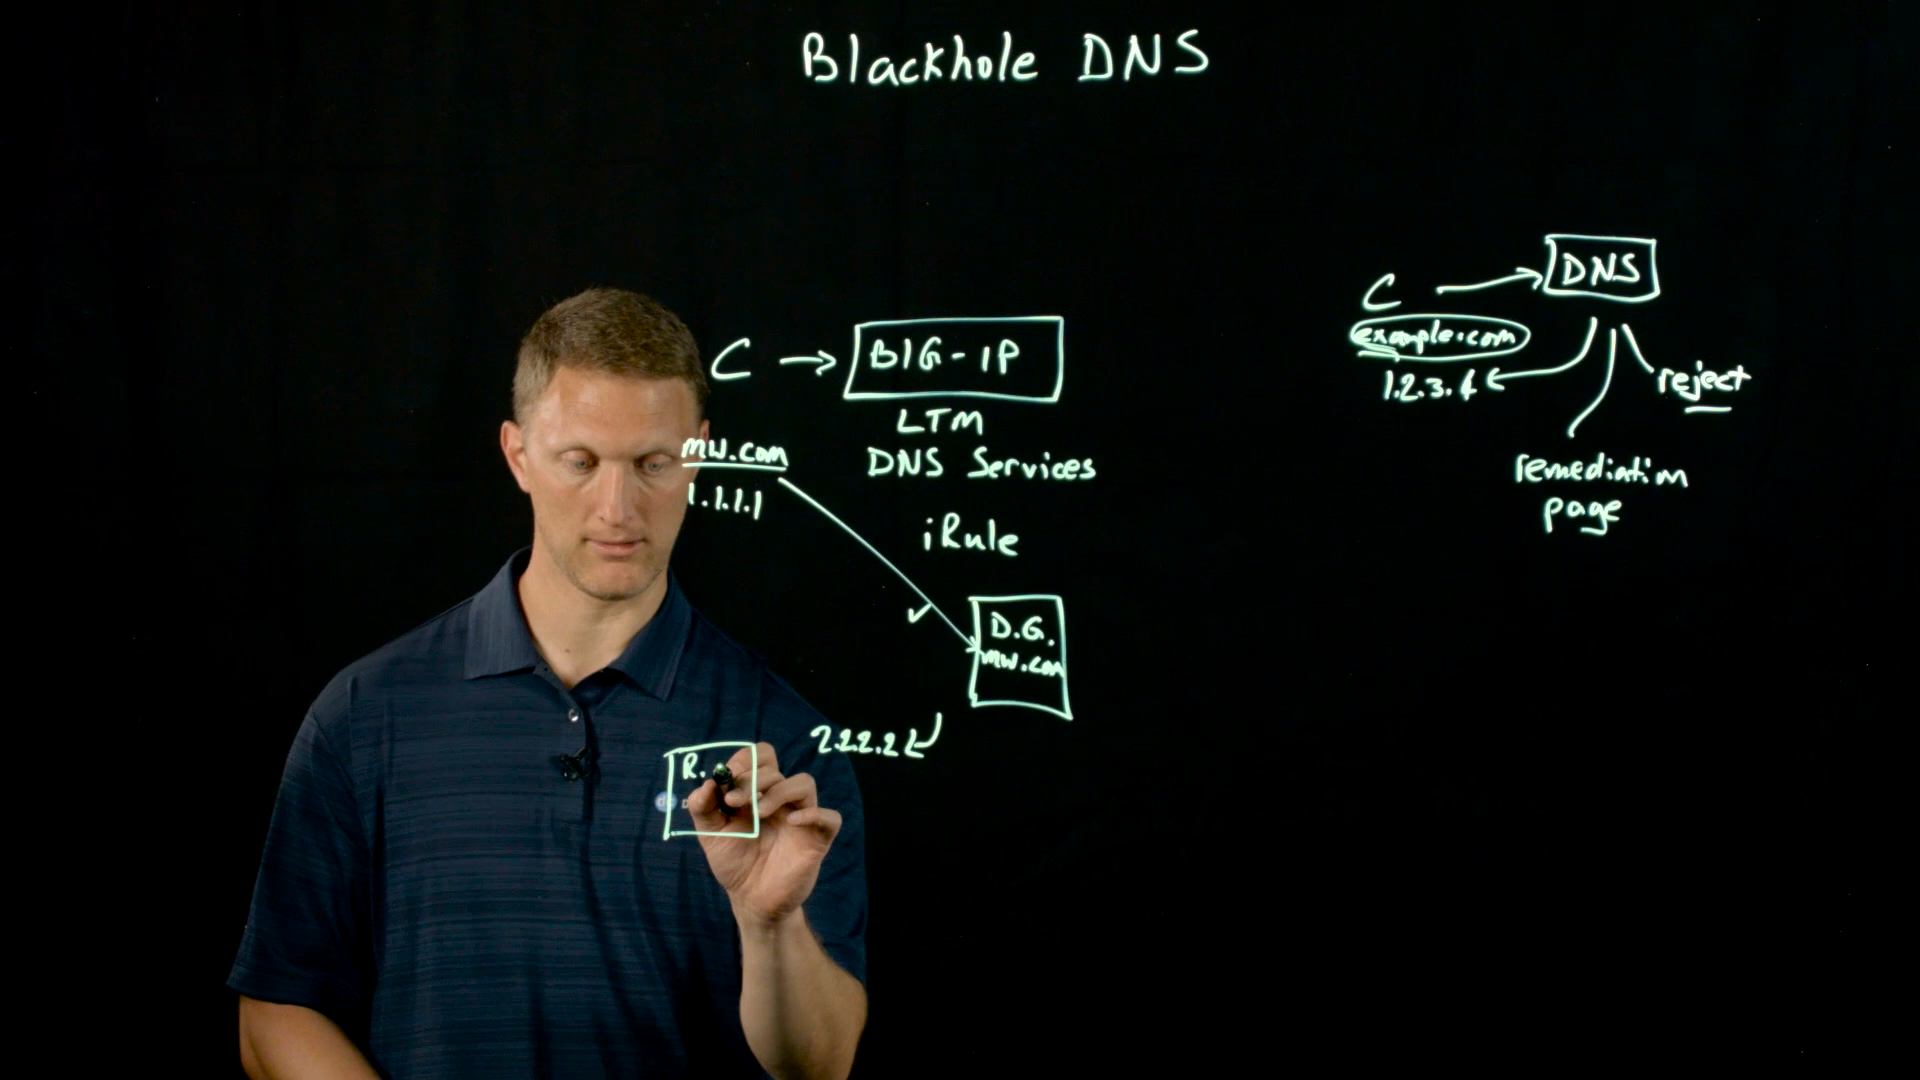 Blackhole DNS
C → BIG-IP
LTM
DNS Services
mw.com
1.1.1.1
iRule
D.G.
mw.com
2.2.2.2
R.
C → DNS
example.com
1.2.3.4
reject
remediation
page